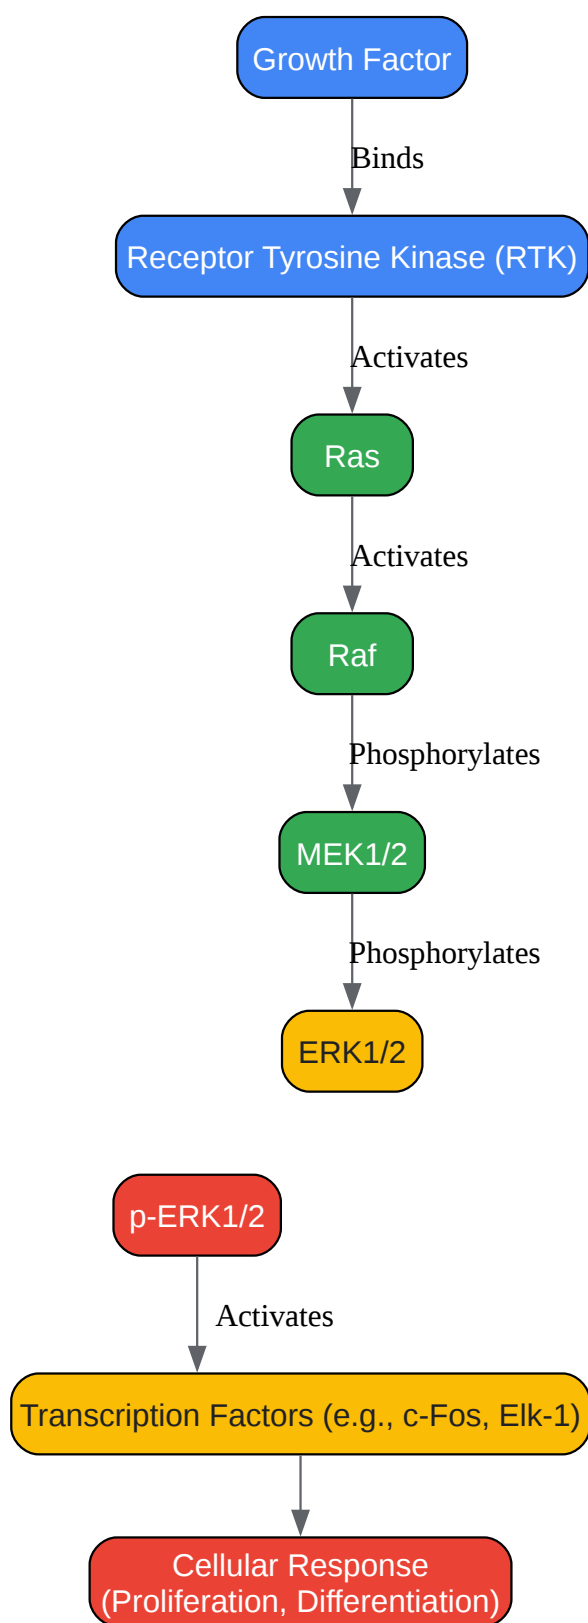 Growth Factor
Binds
Receptor Tyrosine Kinase (RTK)
Activates
Ras
Activates
Raf
Phosphorylates
MEK1/2
Phosphorylates
ERK1/2
p-ERK1/2
Activates
Transcription Factors (e.g., c-Fos, Elk-1)
Cellular Response
(Proliferation, Differentiation)